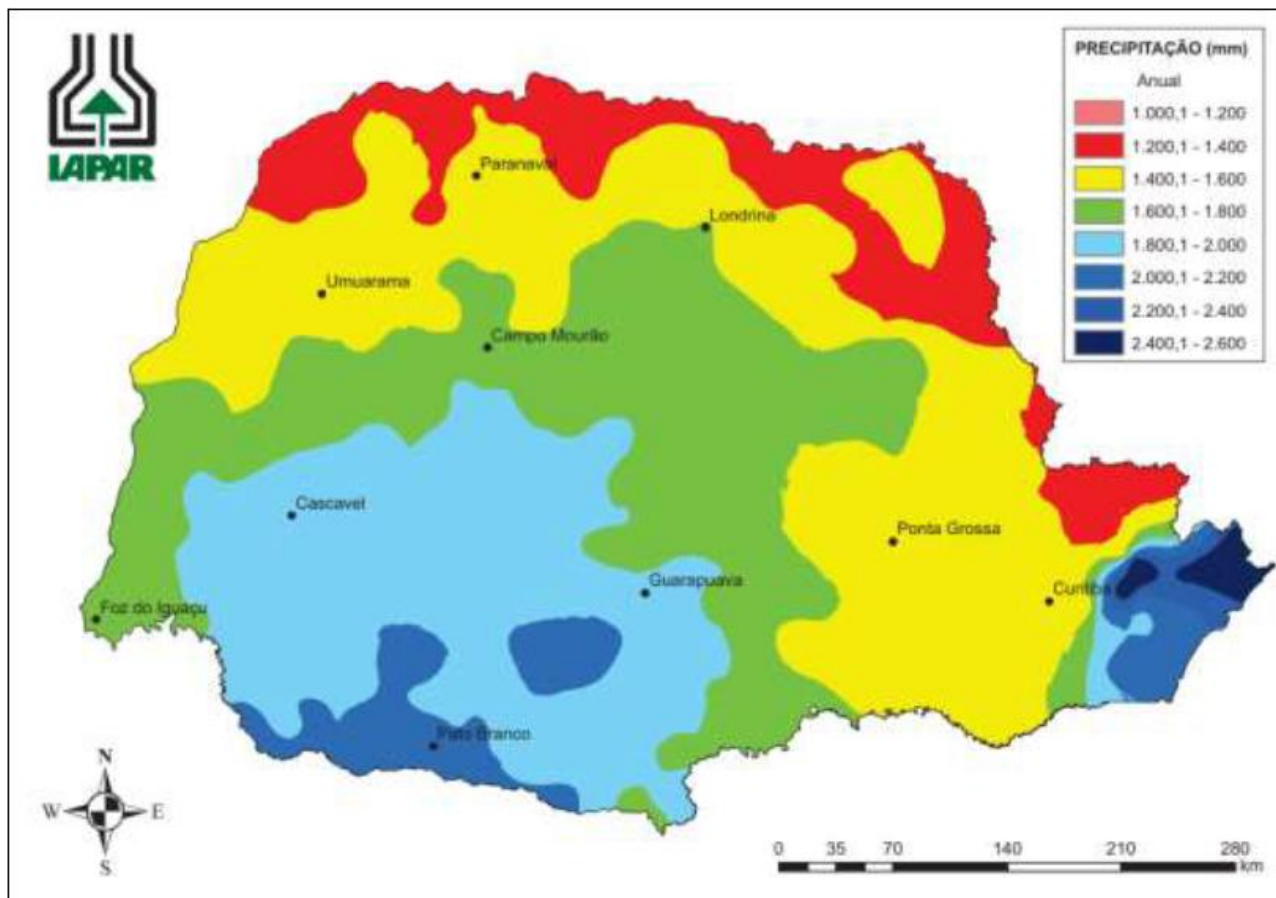 IAPAR
PRECIPITAÇÃO (mm)
Anual
1.000,1 - 1.200
1.200,1 - 1.400
1.400,1 - 1.600
1.600,1 - 1.800
1.800,1 - 2.000
2.000,1 - 2.200
2.200,1 - 2.400
2.400,1 - 2.600
Paranavaí
Londrina
Umuarama
Campo Mourão
Cascavel
Ponta Grossa
Guarapuava
Curitiba
Foz do Iguaçu
Pato Branco
N
W E
S
0 35 70 140 210 280
km